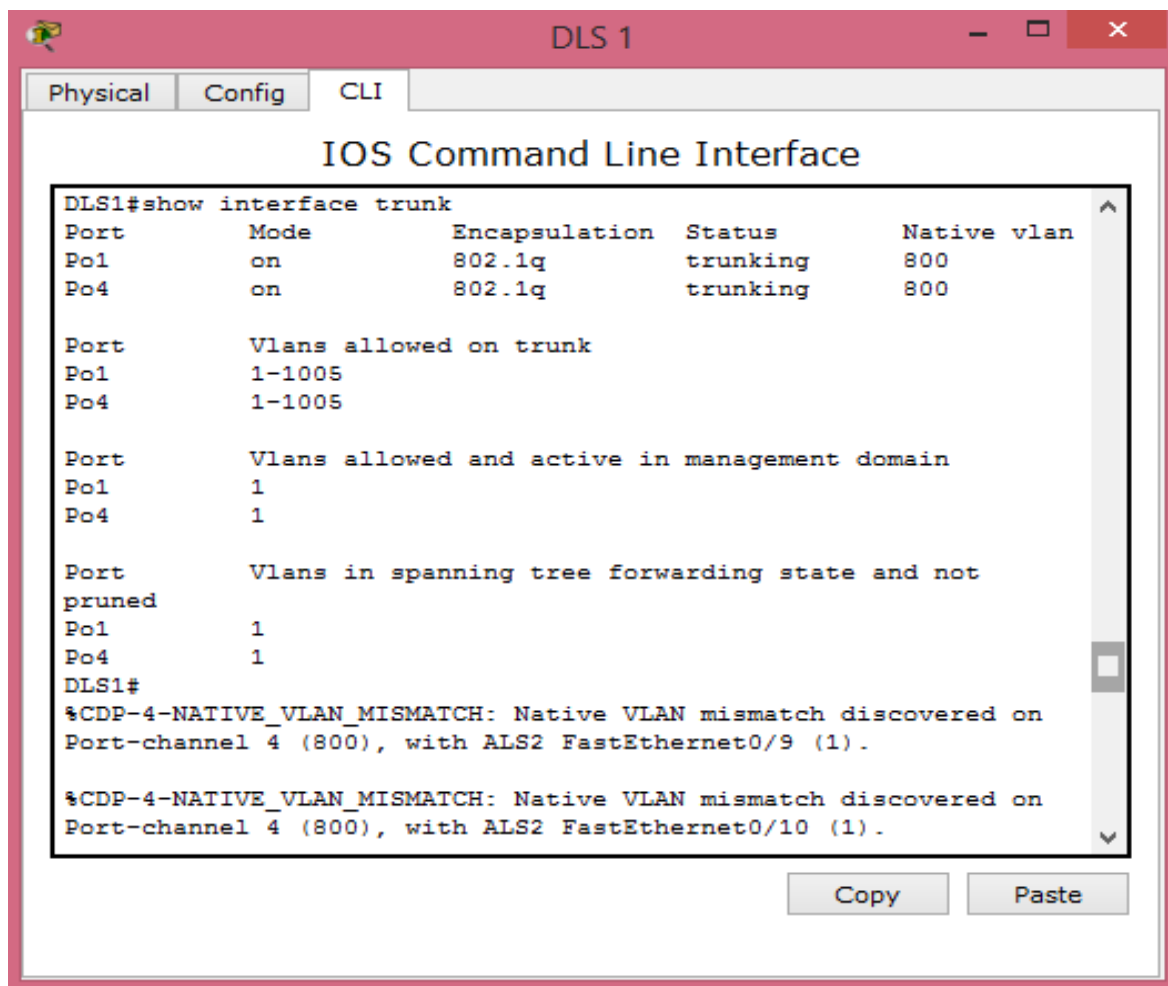 DLS 1
Physical Config CLI
IOS Command Line Interface
DLS1#show interface trunk
Port Mode Encapsulation Status Native vlan
Po1 on 802.1q trunking 800
Po4 on 802.1q trunking 800
Port Vlans allowed on trunk
Po1 1-1005
Po4 1-1005
Port Vlans allowed and active in management domain
Po1 1
Po4 1
Port Vlans in spanning tree forwarding state and not
pruned
Po1 1
Po4 1
DLS1#
%CDP-4-NATIVE_VLAN_MISMATCH: Native VLAN mismatch discovered on
Port-channel 4 (800), with ALS2 FastEthernet0/9 (1).
%CDP-4-NATIVE_VLAN_MISMATCH: Native VLAN mismatch discovered on
Port-channel 4 (800), with ALS2 FastEthernet0/10 (1).
Copy Paste